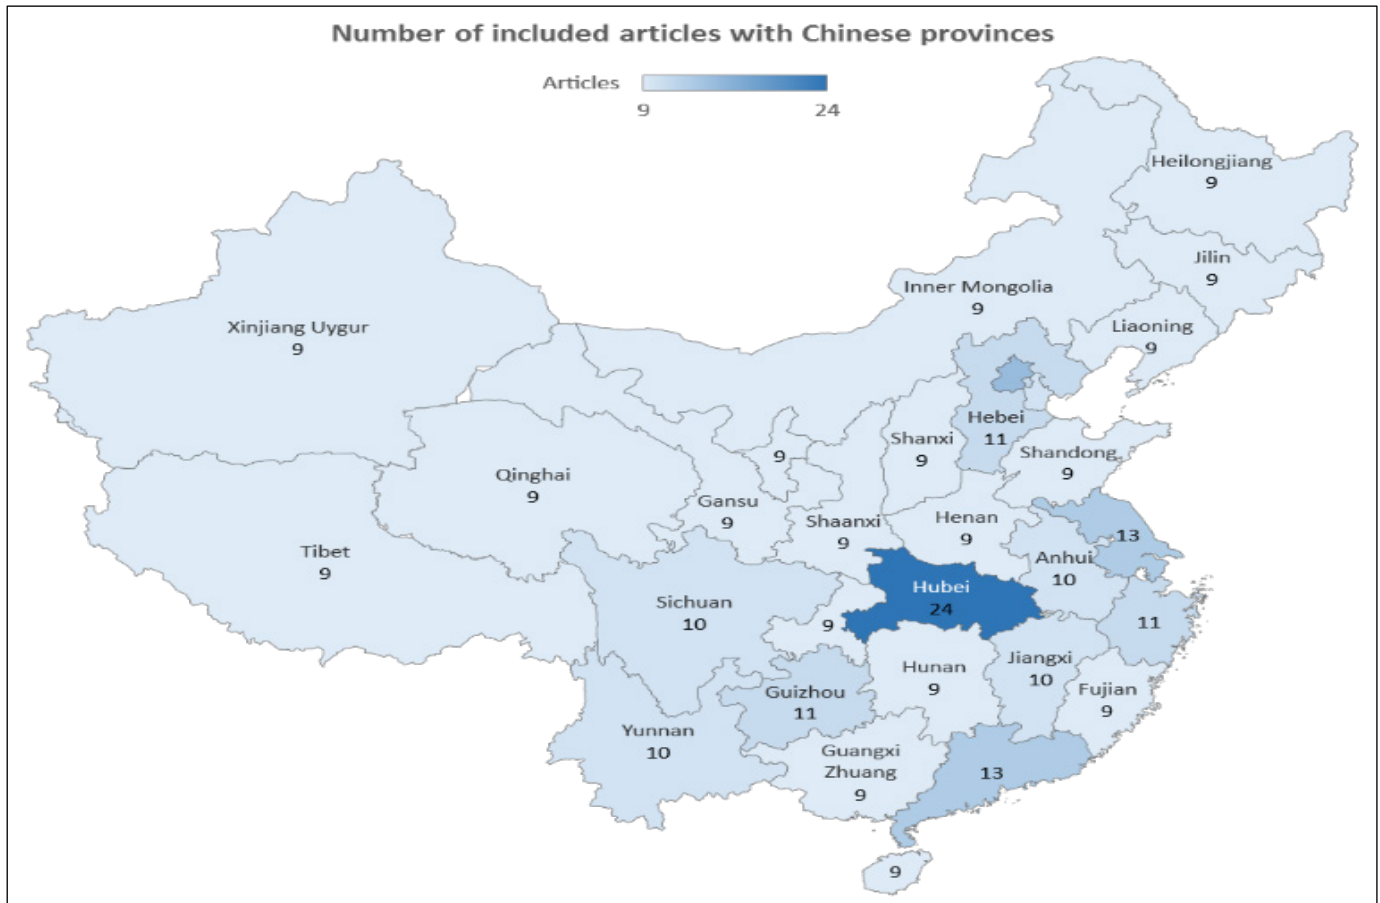 Number of included articles with Chinese provinces
Articles
9
24
Heilongjiang
9
Jilin
9
Inner Mongolia
9
Liaoning
9
Xinjiang Uygur
9
Hebei
11
Shanxi
9
Shandong
9
9
Qinghai
9
Gansu
9
Shaanxi
9
Henan
9
13
Anhui
10
Tibet
9
Hubei
24
Sichuan
10
9
11
Hunan
9
Jiangxi
10
Fujian
9
Guizhou
11
Yunnan
10
Guangxi
Zhuang
9
13
9